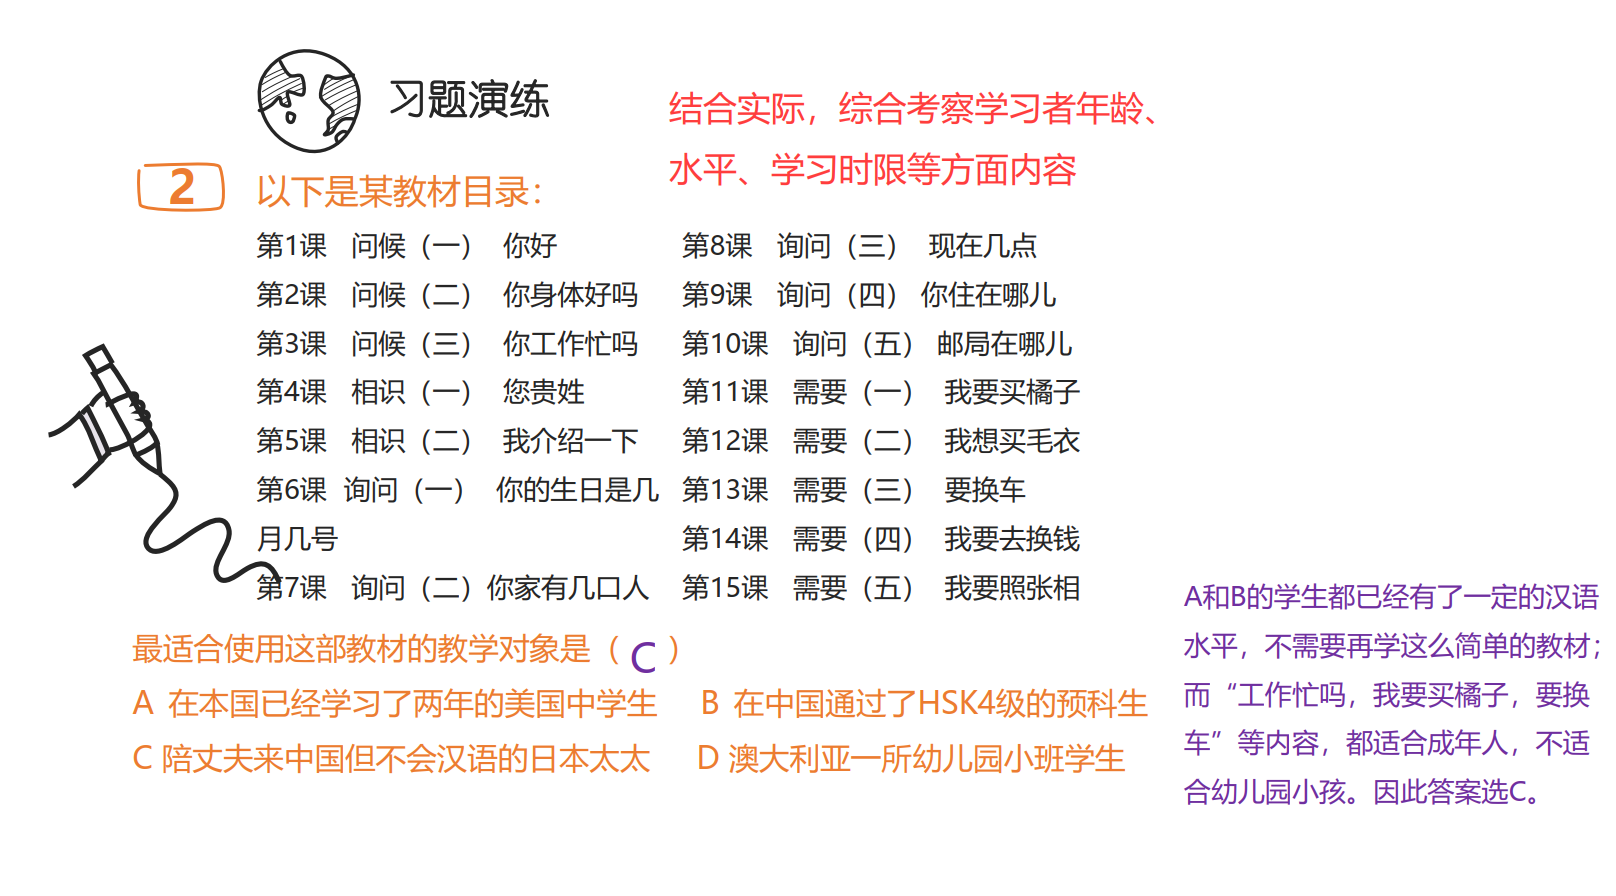 习题演练
结合实际，综合考察学习者年龄、
水平、学习时限等方面内容
2
以下是某教材目录：
第1课 问候（一） 你好
第2课 问候（二） 你身体好吗
第3课 问候（三） 你工作忙吗
第4课 相识（一） 您贵姓
第5课 相识（二） 我介绍一下
第6课 询问（一） 你的生日是几
月几号
第7课 询问（二）你家有几口人
第8课 询问（三） 现在几点
第9课 询问（四） 你住在哪儿
第10课 询问（五） 邮局在哪儿
第11课 需要（一） 我要买橘子
第12课 需要（二） 我想买毛衣
第13课 需要（三） 要换车
第14课 需要（四） 我要去换钱
第15课 需要（五） 我要照张相
最适合使用这部教材的教学对象是（ C ）
A 在本国已经学习了两年的美国中学生 B 在中国通过了HSK4级的预科生
C 陪丈夫来中国但不会汉语的日本太太 D 澳大利亚一所幼儿园小班学生
A和B的学生都已经有了一定的汉语
水平，不需要再学这么简单的教材；
而“工作忙吗，我要买橘子，要换
车”等内容，都适合成年人，不适
合幼儿园小孩。因此答案选C。